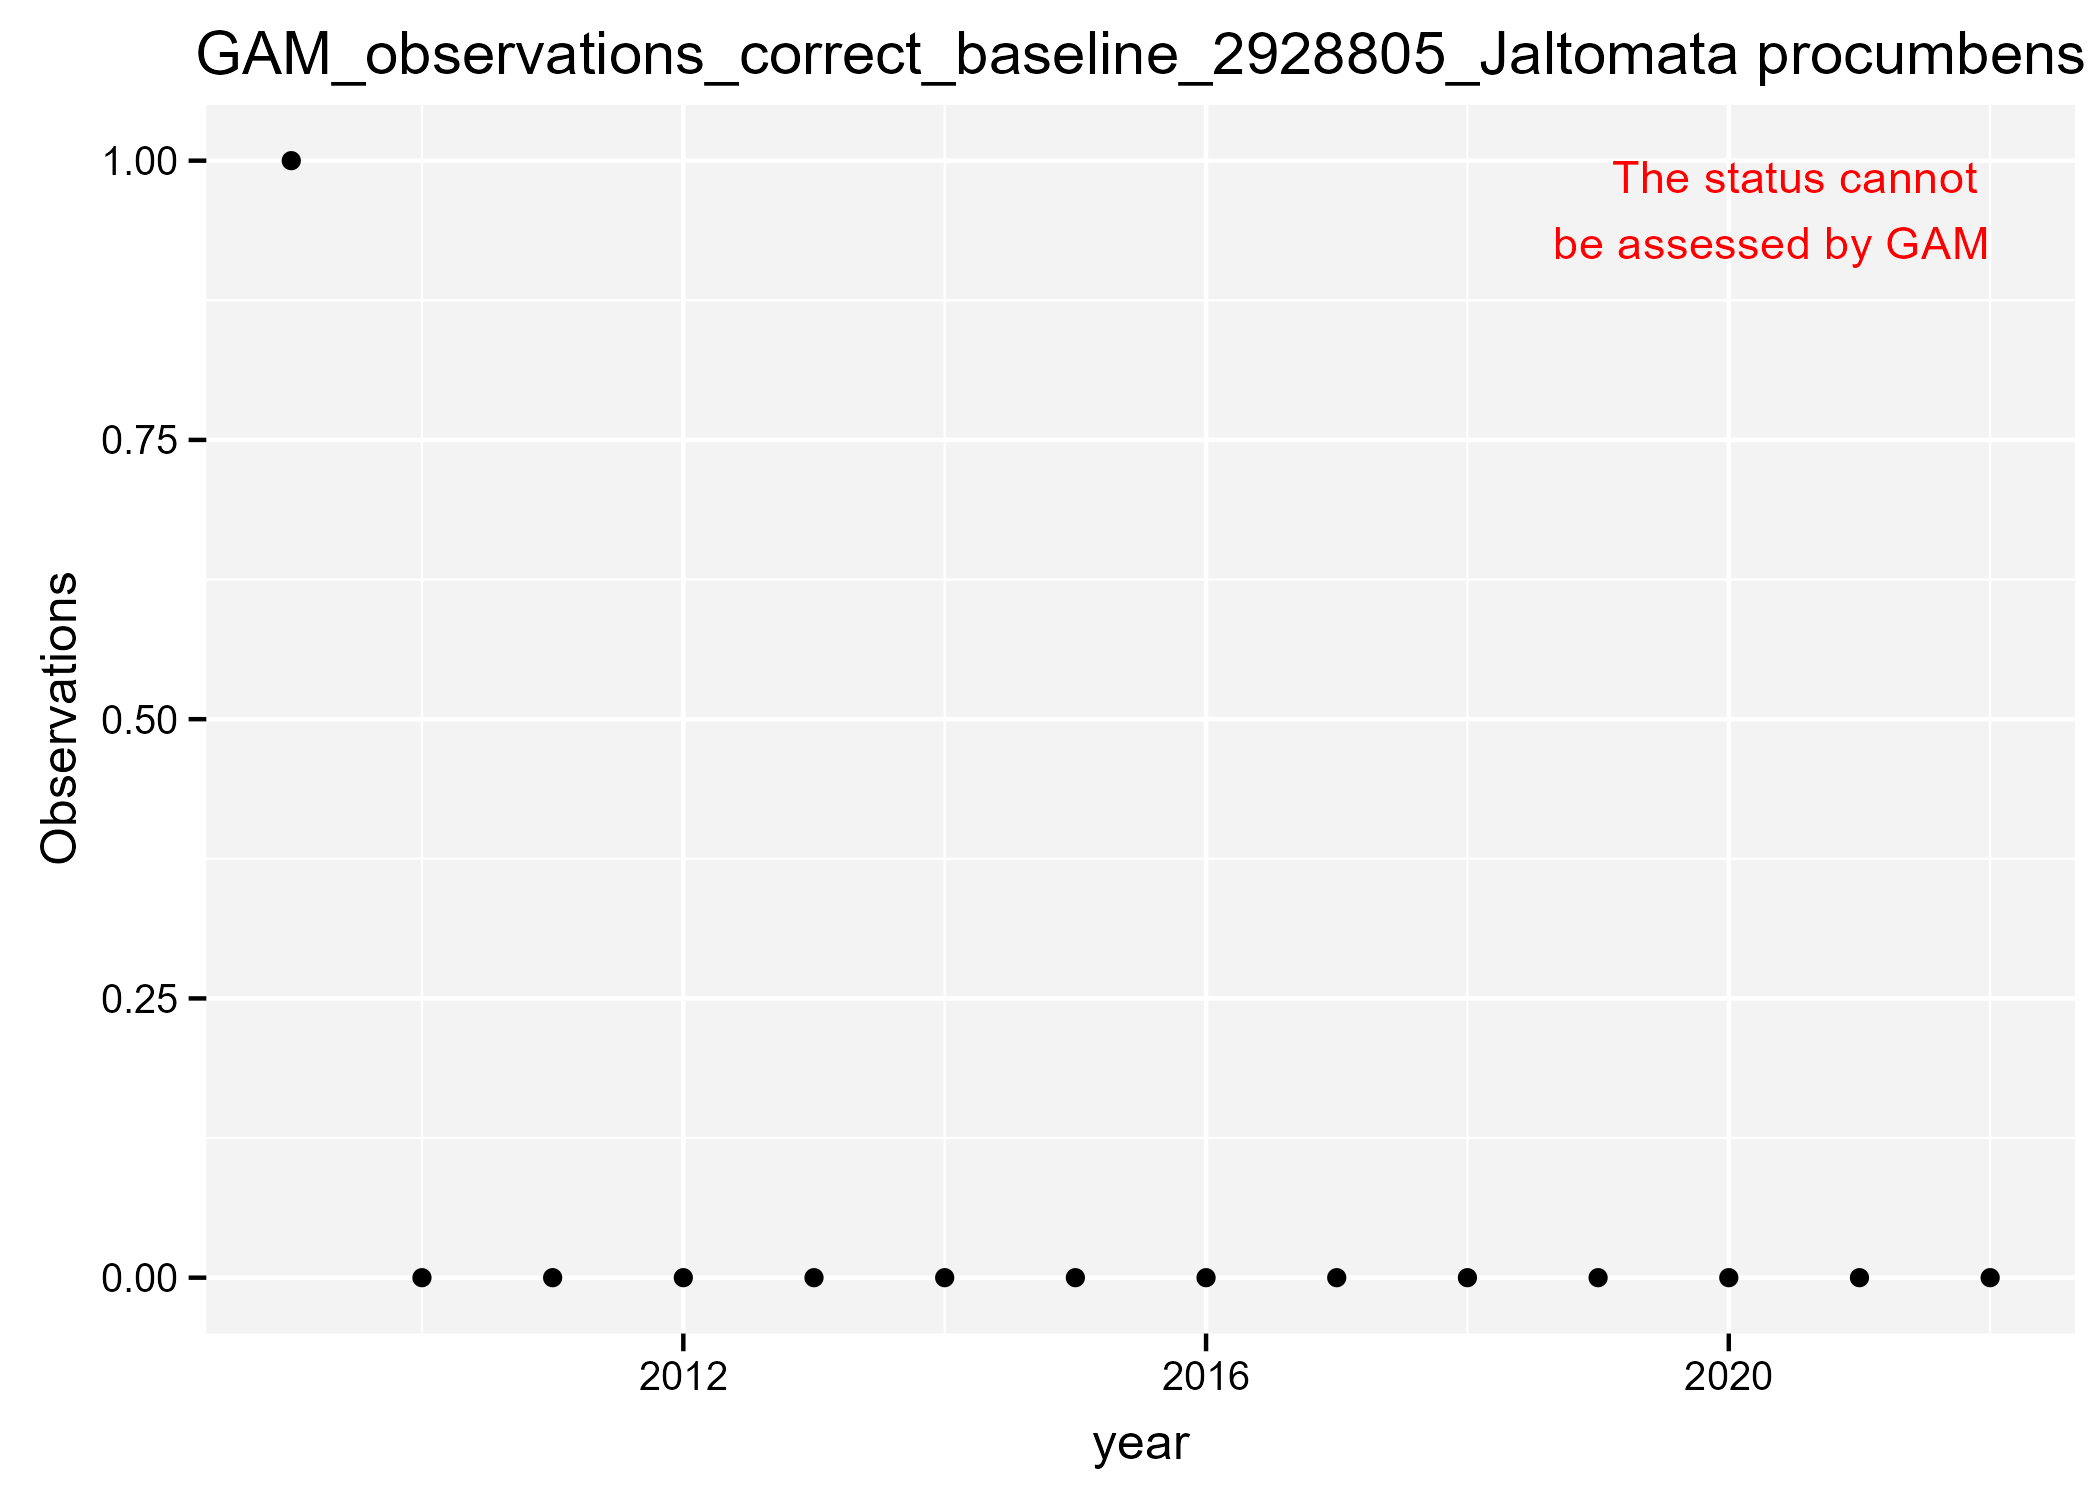 GAM_observations_correct_baseline_2928805_Jaltomata procumbens
The status cannot
be assessed by GAM
1.00
0.75
0.50
0.25
0.00
Observations
2012
2016
2020
year